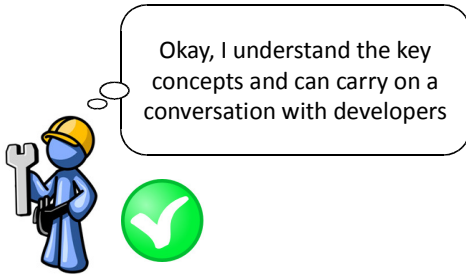 Okay, I understand the key
concepts and can carry on a
conversation with developers